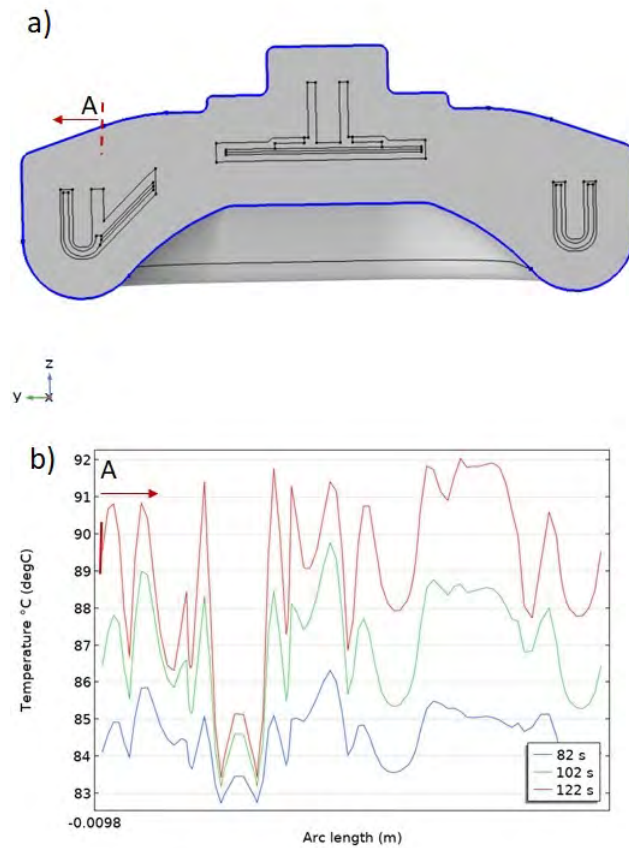 a)
A
z
y
x
b)
A
92
91
90
89
88
87
86
85
84
83
Temperature °C (degC)
82 s
102 s
122 s
-0.0098
Arc length (m)